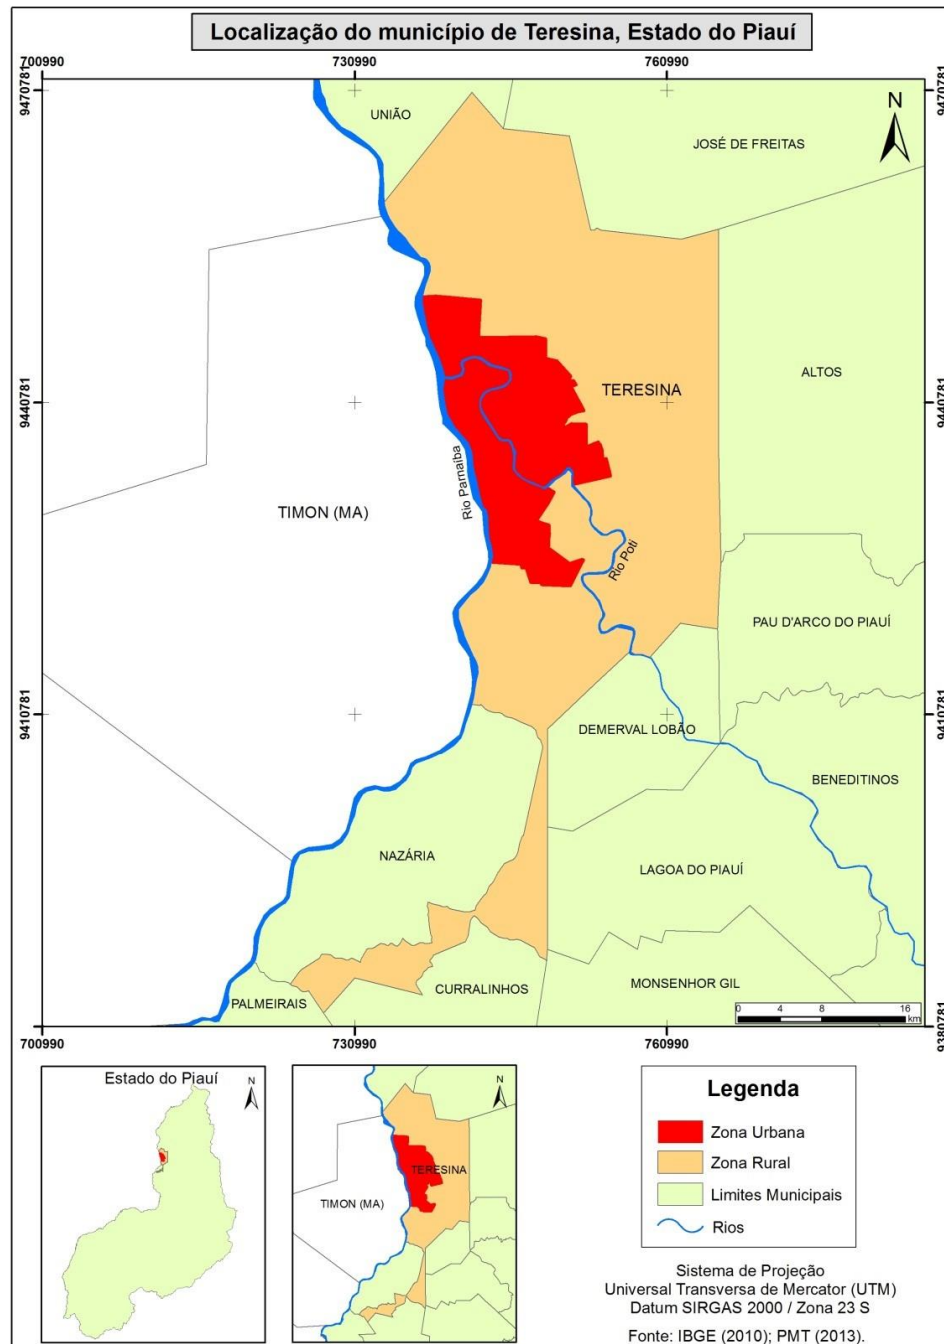 Localização do município de Teresina, Estado do Piauí
700990 730990 760990
9470781 9470781
N
UNIÃO
JOSÉ DE FREITAS
ALTOS
TERESINA
9440781 9440781
Rio Parnaíba
TIMON (MA)
Rio Poti
PAU D'ARCO DO PIAUÍ
9410781 9410781
DEMERVAL LOBÃO
BENEDITINOS
NAZÁRIA
LAGOA DO PIAUÍ
CURRALINHOS
MONSENHOR GIL
PALMEIRAIS
0 4 8 16
km
9380781
700990 730990 760990
Estado do Piauí
N
N
TERESINA
TIMON (MA)
Legenda
Zona Urbana
Zona Rural
Limites Municipais
Rios
Sistema de Projeção
Universal Transversa de Mercator (UTM)
Datum SIRGAS 2000 / Zona 23 S
Fonte: IBGE (2010); PMT (2013).